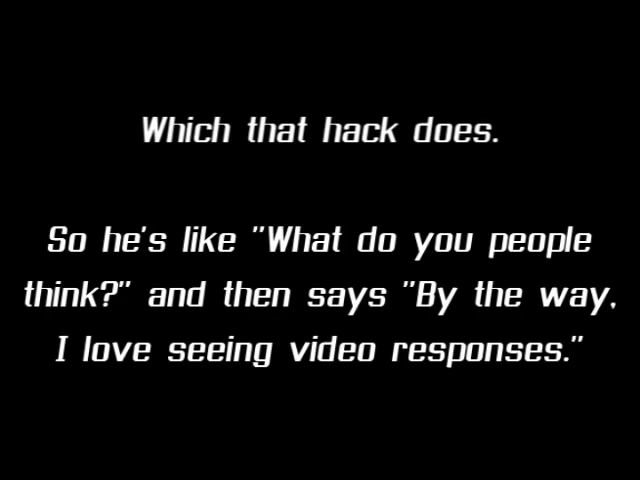 Which that hack does.
So he's like "What do you people
think?" and then says "By the way,
I love seeing video responses."